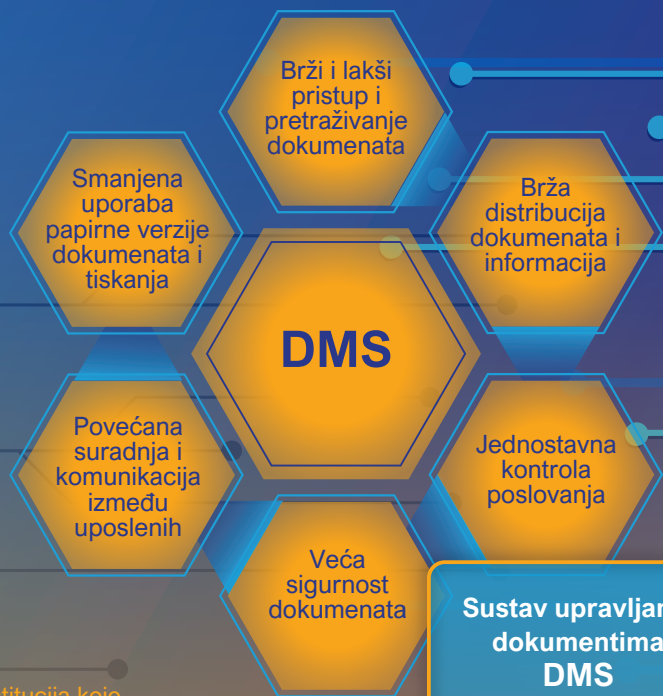 Brži i lakši
pristup i
pretraživanje
dokumenata
Smanjena
uporaba
papirne verzije
dokumenata i
tiskanja
Brža
distribucija
dokumenata i
informacija
DMS
Povećana
suradnja i
komunikacija
između
uposlenih
Jednostavna
kontrola
poslovanja
Veća
sigurnost
dokumenata
Sustav
dokumentima
DMS